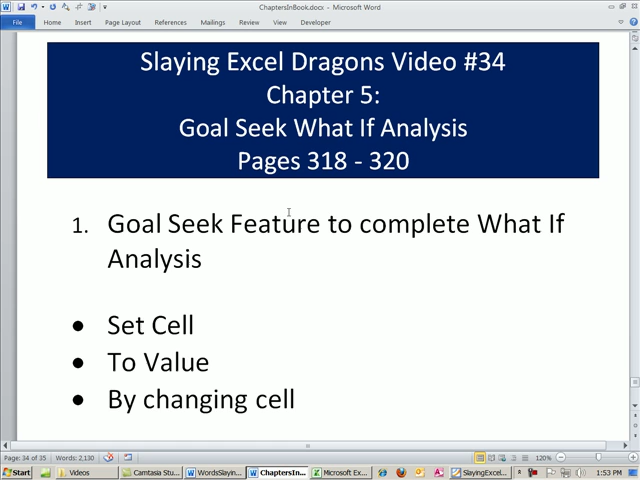 ChaptersInBook.docx - Microsoft Word
File Home Insert Page Layout References Mailings Review View Developer
Slaying Excel Dragons Video #34
Chapter 5:
Goal Seek What If Analysis
Pages 318 - 320
1. Goal Seek Feature to complete What If
Analysis
• Set Cell
• To Value
• By changing cell
Page: 34 of 35 Words: 2,130 120%
Start Videos Camtasia Stu... WordsSlayin... ChaptersIn... Microsoft Ex... SlayingExcel... 1:53 PM